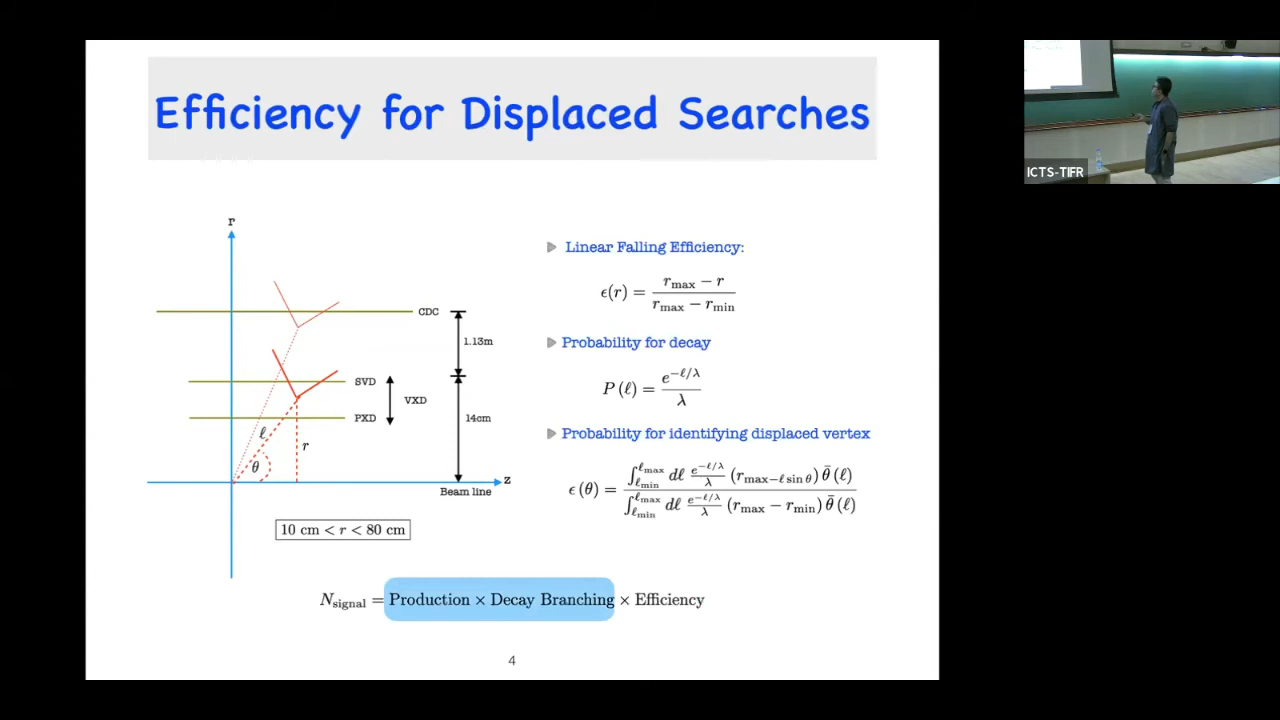 Efficiency for Displaced Searches
r
CDC
1.13m
SVD
VXD
PXD
14cm
ℓ
r
θ
z
Beam line
10 cm < r < 80 cm
Linear Falling Efficiency:
ϵ(r) = (r_max − r) / (r_max − r_min)
Probability for decay
P (ℓ) = e^{−ℓ/λ} / λ
Probability for identifying displaced vertex
ϵ (θ) = ∫_{ℓ_min}^{ℓ_max} dℓ (e^{−ℓ/λ} / λ) (r_{max−ℓ sin θ}) θ̄ (ℓ) / ∫_{ℓ_min}^{ℓ_max} dℓ (e^{−ℓ/λ} / λ) (r_max − r_min) θ̄ (ℓ)
N_signal = Production × Decay Branching × Efficiency
4
ICTS-TIFR